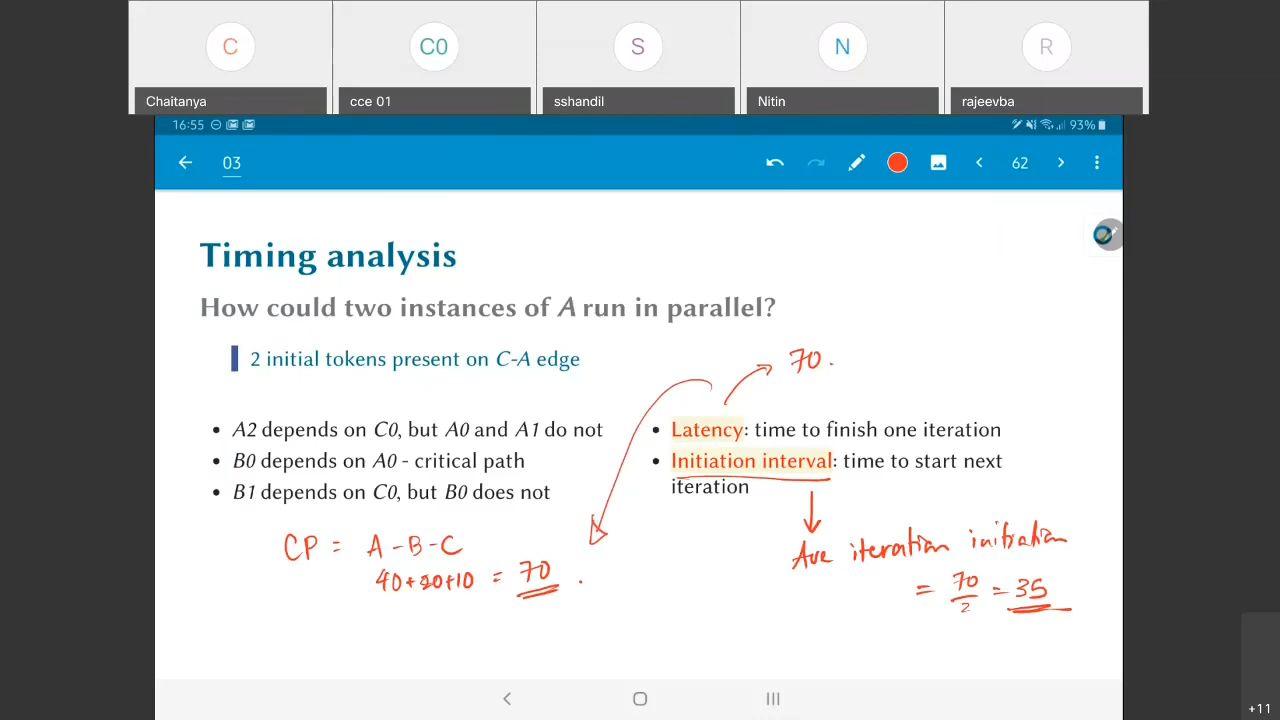 C
C0
S
N
R
Chaitanya
cce 01
sshandil
Nitin
rajeevba
16:55
93%
03
62
Timing analysis
How could two instances of A run in parallel?
2 initial tokens present on C-A edge
70.
A2 depends on C0, but A0 and A1 do not
B0 depends on A0 - critical path
B1 depends on C0, but B0 does not
Latency: time to finish one iteration
Initiation interval: time to start next
iteration
CP = A - B - C
40+20+10 = 70.
Ave iteration initiation
= 70/2 = 35
+11